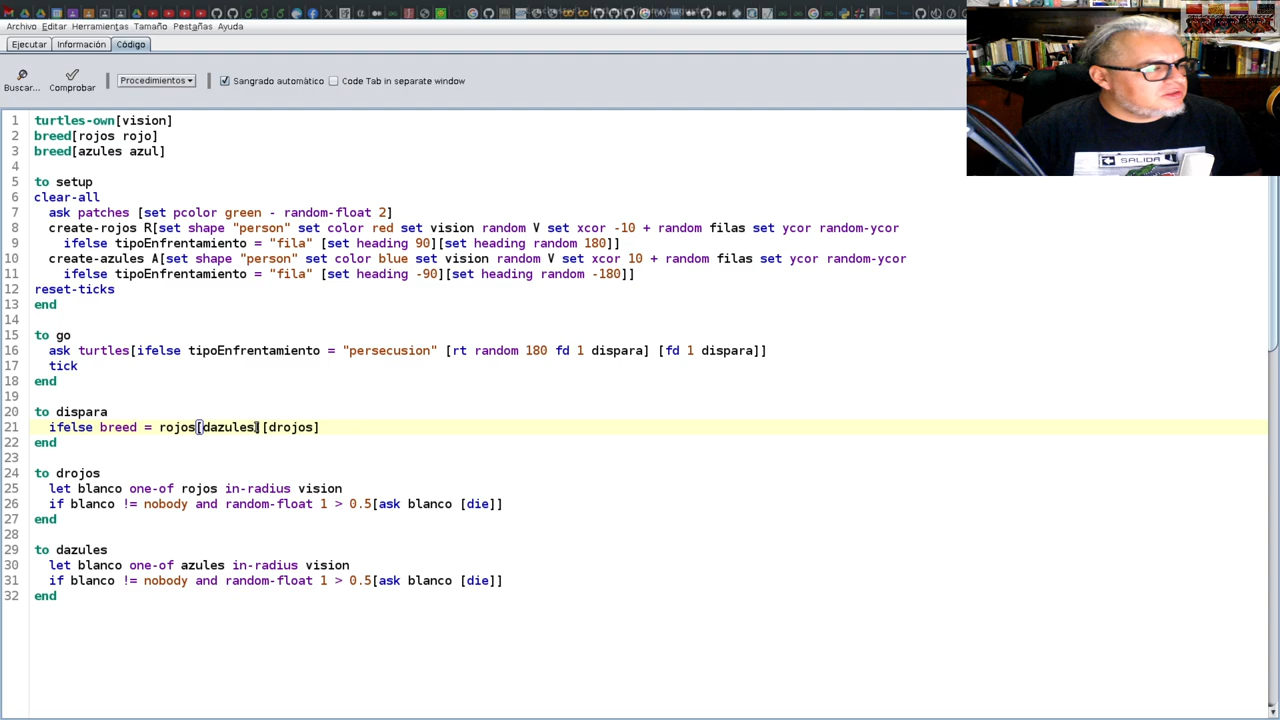 Archivo Editar Herramientas Tamaño Pestañas Ayuda
Ejecutar Información Código
Buscar... Comprobar Procedimientos Sangrado automático Code Tab in separate window
SALIDA
1 turtles-own[vision]
2 breed[rojos rojo]
3 breed[azules azul]
4
5 to setup
6 clear-all
7 ask patches [set pcolor green - random-float 2]
8 create-rojos R[set shape "person" set color red set vision random V set xcor -10 + random filas set ycor random-ycor
9 ifelse tipoEnfrentamiento = "fila" [set heading 90][set heading random 180]]
10 create-azules A[set shape "person" set color blue set vision random V set xcor 10 + random filas set ycor random-ycor
11 ifelse tipoEnfrentamiento = "fila" [set heading -90][set heading random -180]]
12 reset-ticks
13 end
14
15 to go
16 ask turtles[ifelse tipoEnfrentamiento = "persecusion" [rt random 180 fd 1 dispara] [fd 1 dispara]]
17 tick
18 end
19
20 to dispara
21 ifelse breed = rojos[dazules][drojos]
22 end
23
24 to drojos
25 let blanco one-of rojos in-radius vision
26 if blanco != nobody and random-float 1 > 0.5[ask blanco [die]]
27 end
28
29 to dazules
30 let blanco one-of azules in-radius vision
31 if blanco != nobody and random-float 1 > 0.5[ask blanco [die]]
32 end